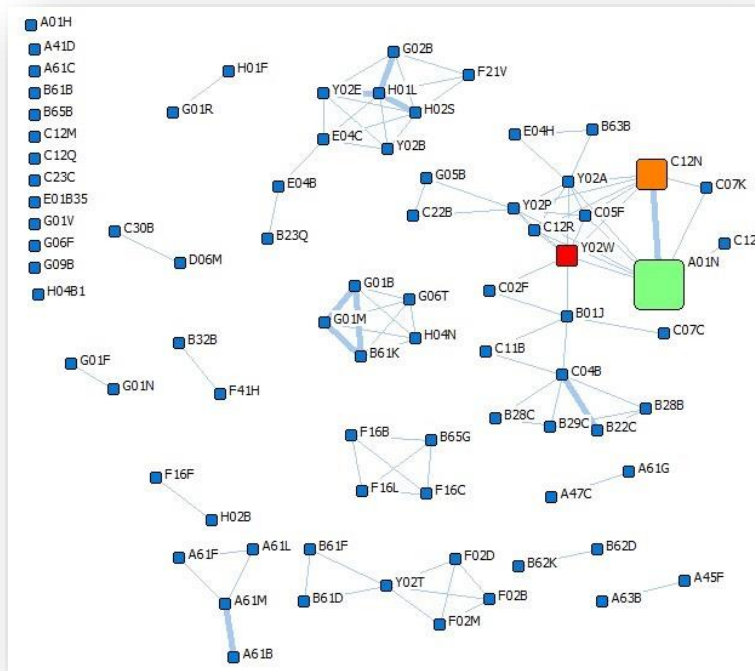 A01H
A41D
A61C
B61B
B65B
C12M
C12Q
C23C
E01B35
G01V
G06F
G09B
H04B1
H01F
G01R
G02B
F21V
Y02E
H01L
H02S
E04C
Y02B
E04B
B23Q
G05B
C22B
E04H
B63B
Y02A
C12N
C07K
Y02P
C05F
C12R
Y02W
C12
A01N
C30B
D06M
C02F
B01J
C07C
C11B
C04B
B28C
B29C
B22C
B28B
G01B
G06T
G01M
H04N
B61K
G01F
G01N
B32B
F41H
F16B
B65G
F16L
F16C
A61G
A47C
F16F
H02B
A61F
A61L
A61M
A61B
B61F
B61D
Y02T
F02D
F02B
F02M
B62K
B62D
A45F
A63B